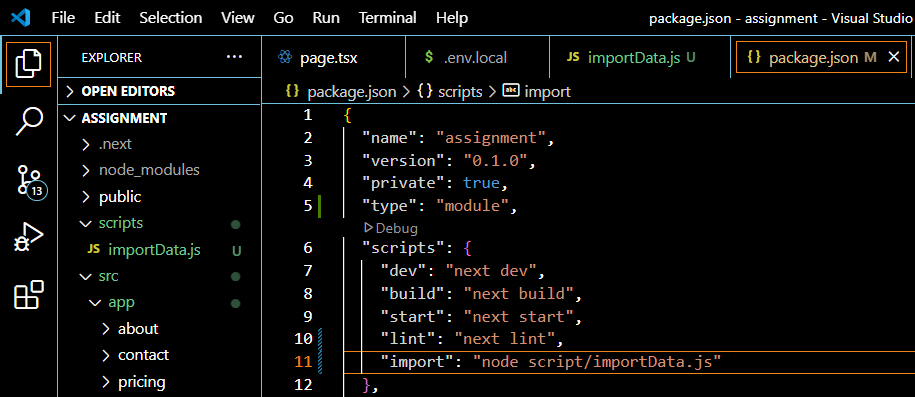 File Edit Selection View Go Run Terminal Help package.json - assignment - Visual Studio
EXPLORER ...
page.tsx $ .env.local JS importData.js U {} package.json M
OPEN EDITORS
{} package.json > {} scripts > abc import
ASSIGNMENT
.next
node_modules
public
scripts
JS importData.js U
src
app
about
contact
pricing
13
1 {
2 "name": "assignment",
3 "version": "0.1.0",
4 "private": true,
5 "type": "module",
Debug
6 "scripts": {
7 "dev": "next dev",
8 "build": "next build",
9 "start": "next start",
10 "lint": "next lint",
11 "import": "node script/importData.js"
12 },